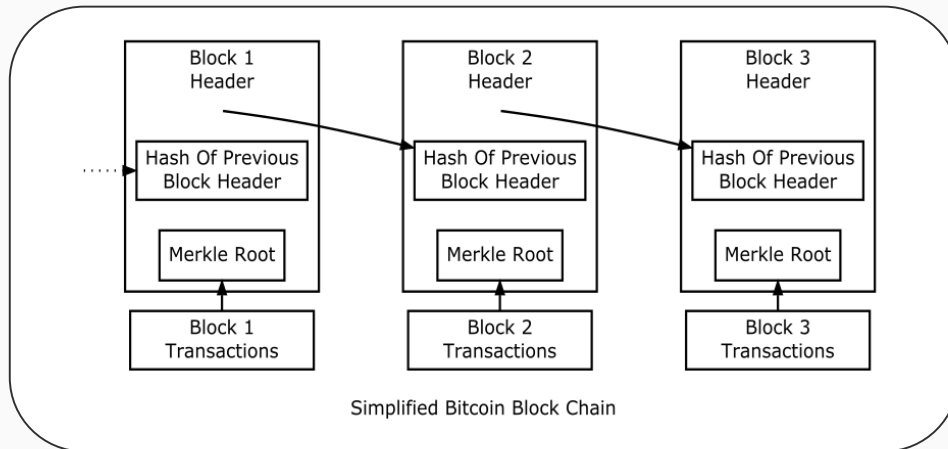 Block 1
Header
Hash Of Previous
Block Header
Merkle Root
Block 1
Transactions
Block 2
Header
Hash Of Previous
Block Header
Merkle Root
Block 2
Transactions
Block 3
Header
Hash Of Previous
Block Header
Merkle Root
Block 3
Transactions
Simplified Bitcoin Block Chain